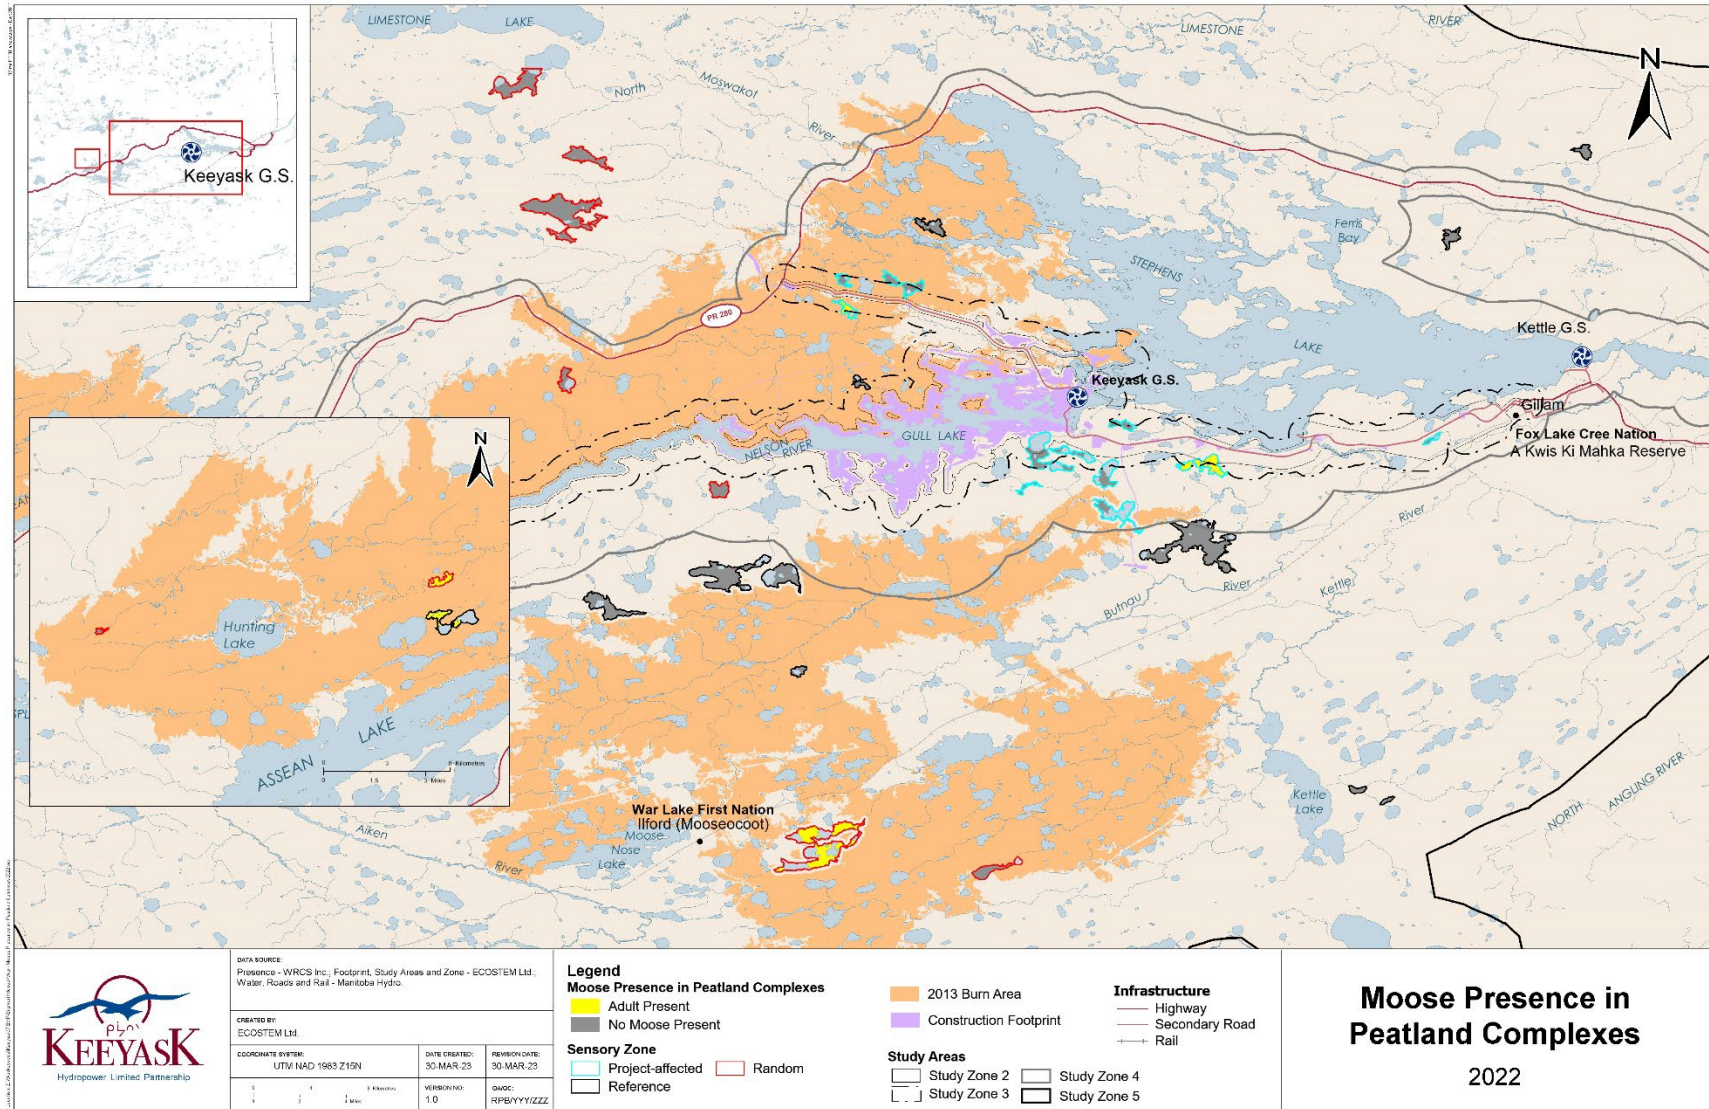 LIMESTONE
LAKE
LIMESTONE
RIVER
North
Moswakot
River
N
Keeyask G.S.
Ferris
Bay
STEPHENS
LAKE
PR 280
Kettle G.S.
Keeyask G.S.
Gillam
Fox Lake Cree Nation
A Kwis Ki Mahka Reserve
GULL LAKE
NELSON
RIVER
N
River
River
Butnau
Kettle
Hunting
Lake
ASSEAN
LAKE
Kettle
Lake
NORTH
ANGLING RIVER
War Lake First Nation
Ilford (Mooseocoot)
Moose
Nose
Lake
Aiken
River
KEEYASK
Hydropower Limited Partnership
DATA SOURCE:
Presence - WRCS Inc.; Footprint, Study Areas and Zone - ECOSTEM Ltd.;
Water, Roads and Rail - Manitoba Hydro.
CREATED BY:
ECOSTEM Ltd.
COORDINATE SYSTEM:
UTM NAD 1983 Z15N
DATE CREATED:
30-MAR-23
REVISION DATE:
30-MAR-23
VERSION NO:
1.0
QA/QC:
RPB/YYY/ZZZ
Legend
Moose Presence in Peatland Complexes
Adult Present
No Moose Present
Sensory Zone
Project-affected
Random
Reference
2013 Burn Area
Construction Footprint
Study Areas
Study Zone 2
Study Zone 4
Study Zone 3
Study Zone 5
Infrastructure
Highway
Secondary Road
Rail
Moose Presence in
Peatland Complexes
2022